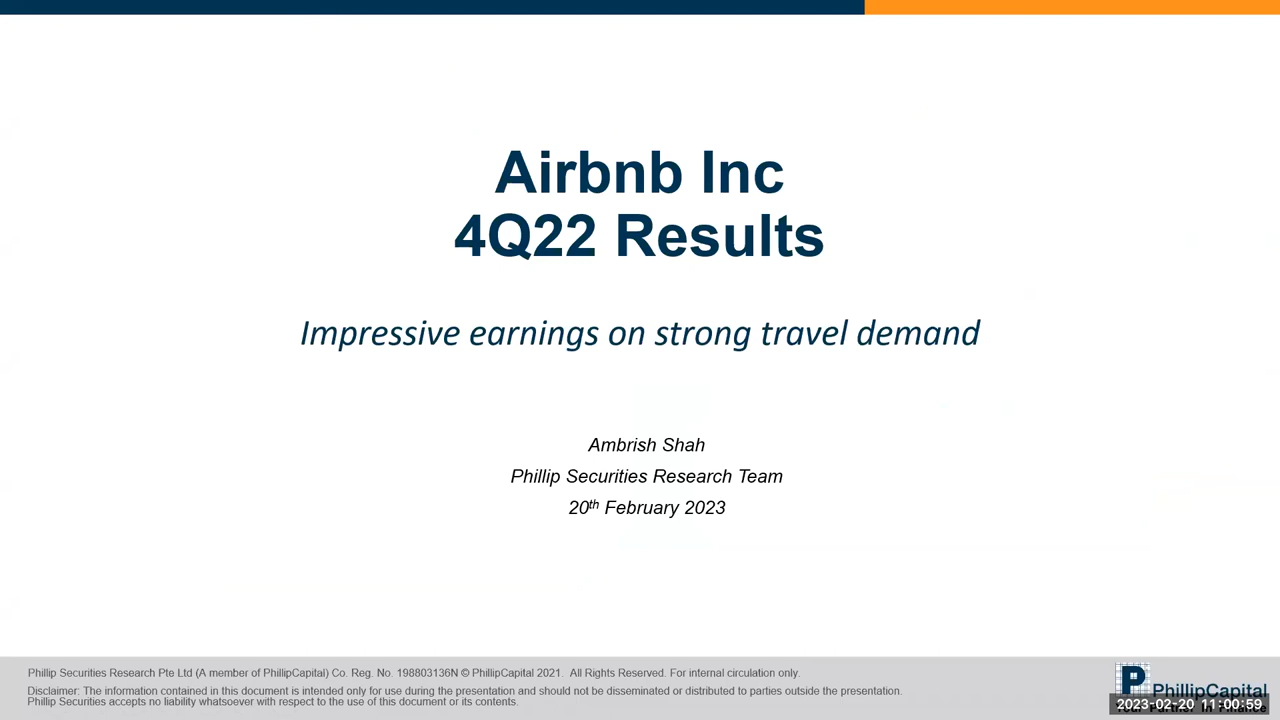 Airbnb Inc
4Q22 Results
Impressive earnings on strong travel demand
Ambrish Shah
Phillip Securities Research Team
20th February 2023
Phillip Securities Research Pte Ltd (A member of PhillipCapital) Co. Reg. No. 198803136N © PhillipCapital 2021. All Rights Reserved. For internal circulation only.
Disclaimer: The information contained in this document is intended only for use during the presentation and should not be disseminated or distributed to parties outside the presentation.
Phillip Securities accepts no liability whatsoever with respect to the use of this document or its contents.
PhillipCapital
Your Partner In Finance
2023-02-20 11:00:59